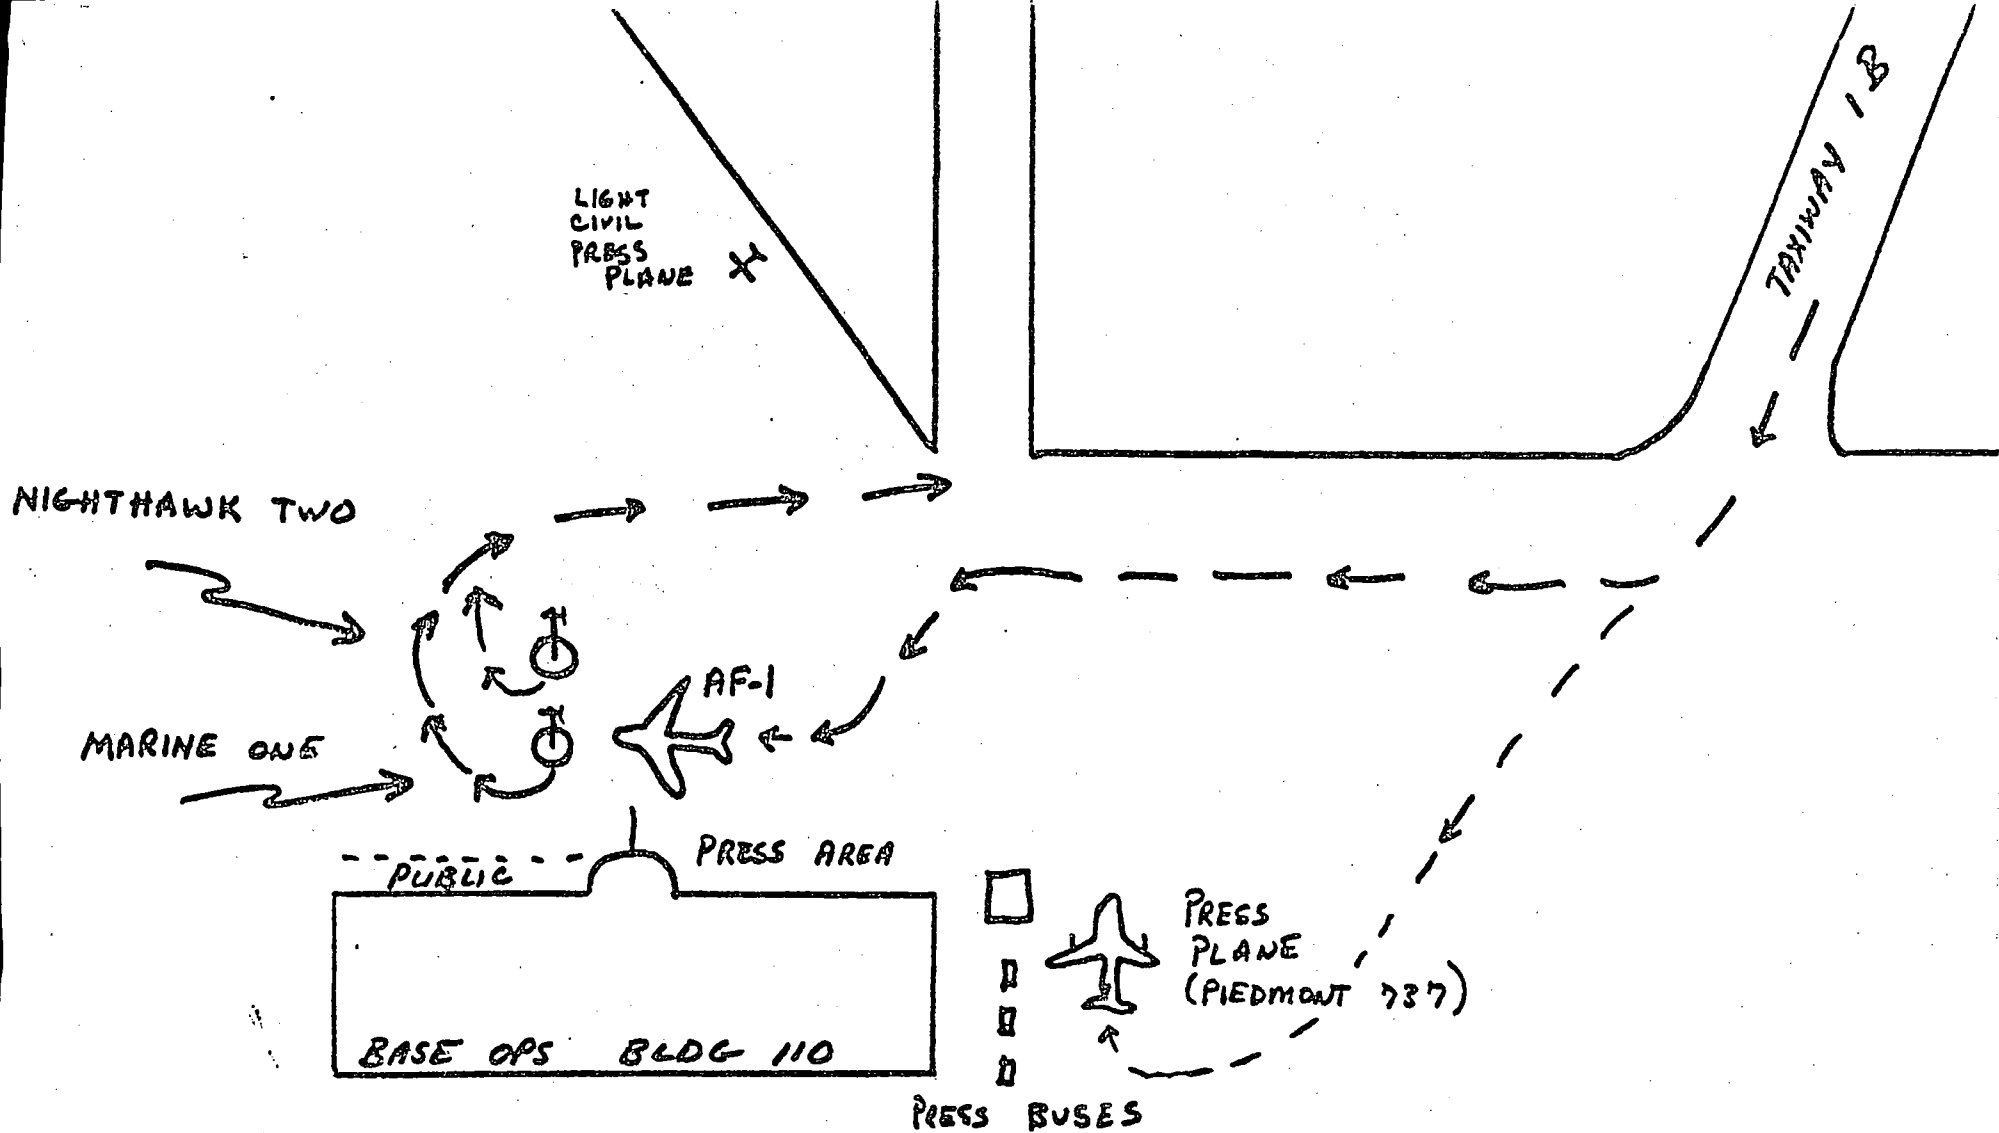 TAXIWAY 1B
LIGHT
CIVIL
PRESS
PLANE
NIGHTHAWK TWO
AF-1
MARINE ONE
PRESS AREA
PUBLIC
PRESS
PLANE
(PIEDMONT 737)
BASE OPS BLDG 110
PRESS BUSES